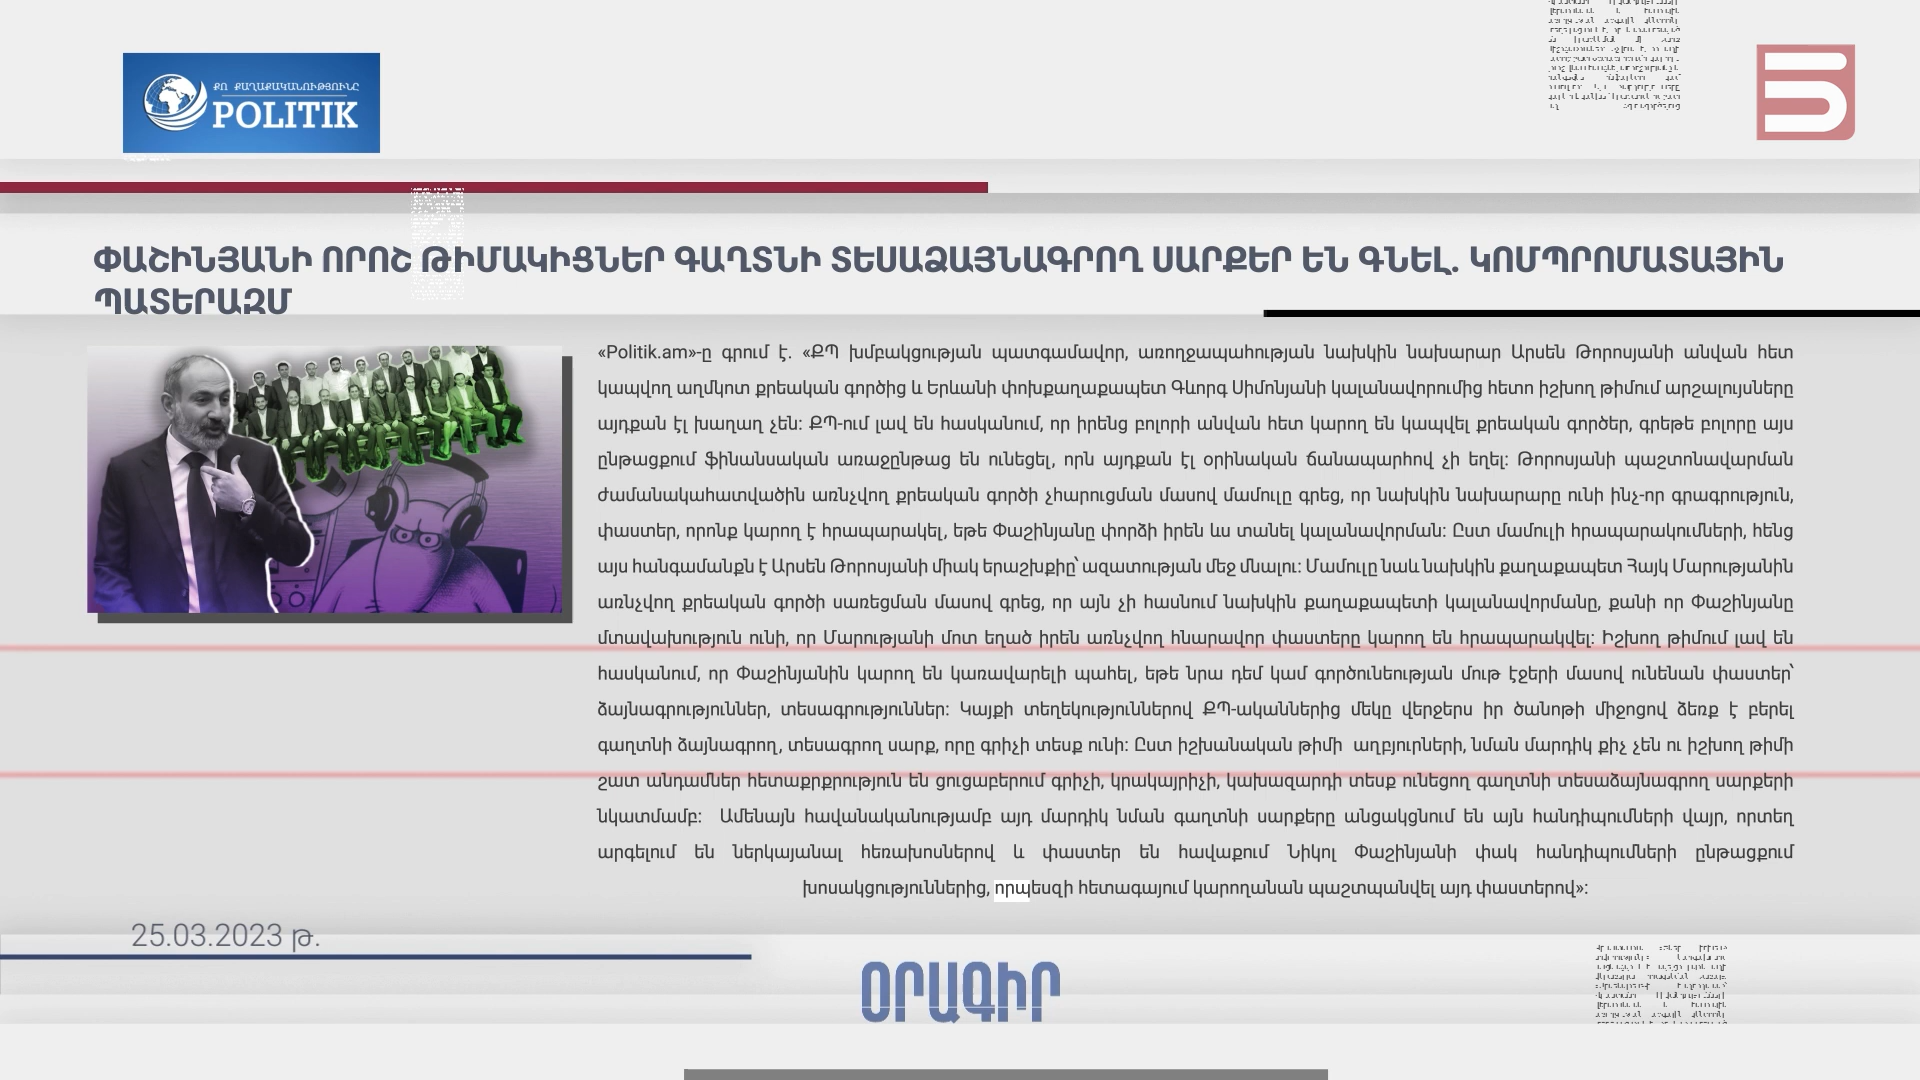 ՔՈ ՔԱՂԱՔԱԿԱՆՈՒԹՅՈՒՆԸ
POLITIK
ՓԱՇԻՆՅԱՆԻ ՈՐՈՇ ԹԻՄԱԿԻՑՆԵՐ ԳԱՂՏՆԻ ՏԵՍԱՁԱՅՆԱԳՐՈՂ ՍԱՐՔԵՐ ԵՆ ԳՆԵԼ. ԿՈՄՊՐՈՄԱՏԱՅԻՆ
ՊԱՏԵՐԱԶՄ
«Politik.am»-ը գրում է. «ՔՊ խմբակցության պատգամավոր, առողջապահության նախկին նախարար Արսեն Թորոսյանի անվան հետ
կապվող աղմկոտ քրեական գործից և Երևանի փոխքաղաքապետ Գևորգ Սիմոնյանի կալանավորումից հետո իշխող թիմում արշալույսները
այդքան էլ խաղաղ չեն։ ՔՊ-ում լավ են հասկանում, որ իրենց բոլորի անվան հետ կարող են կապվել քրեական գործեր, գրեթե բոլորը այս
ընթացքում ֆինանսական առաջընթաց են ունեցել, որն այդքան էլ օրինական ճանապարհով չի եղել։ Թորոսյանի պաշտոնավարման
ժամանակահատվածին առնչվող քրեական գործի չհարուցման մասով մամուլը գրեց, որ նախկին նախարարը ունի ինչ-որ գրագրություն,
փաստեր, որոնք կարող է հրապարակել, եթե Փաշինյանը փորձի իրեն ևս տանել կալանավորման։ Ըստ մամուլի հրապարակումների, հենց
այս հանգամանքն է Արսեն Թորոսյանի միակ երաշխքիը՝ ազատության մեջ մնալու։ Մամուլը նաև նախկին քաղաքապետ Հայկ Մարությանին
առնչվող քրեական գործի սառեցման մասով գրեց, որ այն չի հասնում նախկին քաղաքապետի կալանավորմանը, քանի որ Փաշինյանը
մտավախություն ունի, որ Մարությանի մոտ եղած իրեն առնչվող հնարավոր փաստերը կարող են հրապարակվել։ Իշխող թիմում լավ են
հասկանում, որ Փաշինյանին կարող են կառավարելի պահել, եթե նրա դեմ կամ գործունեության մութ էջերի մասով ունենան փաստեր՝
ձայնագրություններ, տեսագրություններ։ Կայքի տեղեկություններով ՔՊ-ականներից մեկը վերջերս իր ծանոթի միջոցով ձեռք է բերել
գաղտնի ձայնագրող, տեսագրող սարք, որը գրիչի տեսք ունի։ Ըստ իշխանական թիմի աղբյուրների, նման մարդիկ քիչ չեն ու իշխող թիմի
շատ անդամներ հետաքրքրություն են ցուցաբերում գրիչի, կրակայրիչի, կախազարդի տեսք ունեցող գաղտնի տեսաձայնագրող սարքերի
նկատմամբ։ Ամենայն հավանականությամբ այդ մարդիկ նման գաղտնի սարքերը անցակցնում են այն հանդիպումների վայր, որտեղ
արգելում են ներկայանալ հեռախոսներով և փաստեր են հավաքում Նիկոլ Փաշինյանի փակ հանդիպումների ընթացքում
խոսակցություններից, որպեսզի հետագայում կարողանան պաշտպանվել այդ փաստերով»։
25.03.2023 թ.
ՕՐԱԳԻՐ